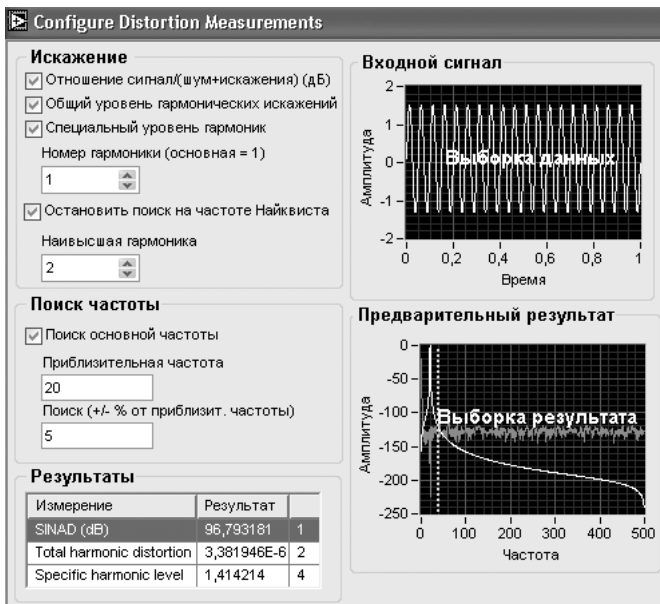 Configure Distortion Measurements
Искажение
Отношение сигнал/(шум+искажения) (дБ)
Общий уровень гармонических искажений
Специальный уровень гармоник
Номер гармоники (основная = 1)
1
Остановить поиск на частоте Найквиста
Наивысшая гармоника
2
Поиск частоты
Поиск основной частоты
Приблизительная частота
20
Поиск (+/- % от приблизит. частоты)
5
Результаты
Измерение Результат
SINAD (dB) 96,793181 1
Total harmonic distortion 3,381946E-6 2
Specific harmonic level 1,414214 4
Входной сигнал
Амплитуда
2
1
0
-1
-2
Выборка данных
0 0,2 0,4 0,6 0,8 1
Время
Предварительный результат
Амплитуда
0
-50
-100
-150
-200
-250
Выборка результата
0 100 200 300 400 500
Частота